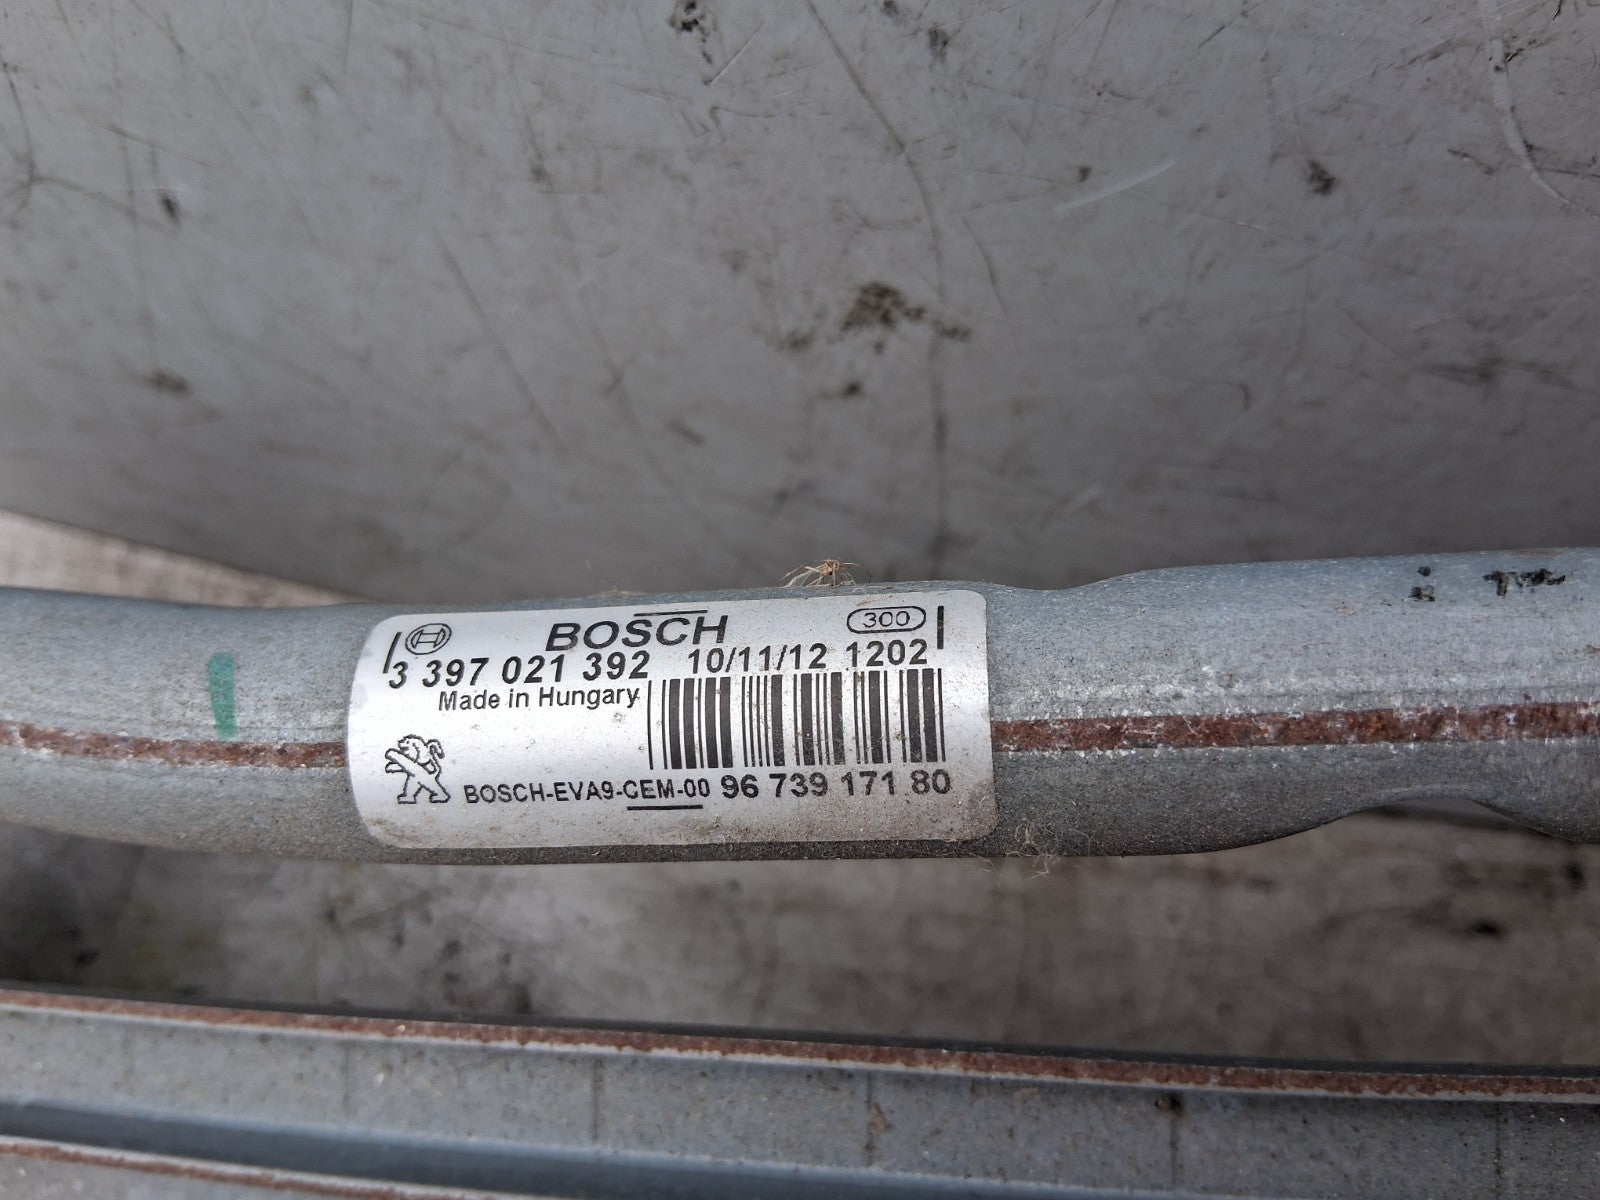 BOSCH 300
3 397 021 392 10/11/12 1202
Made in Hungary
BOSCH-EVA9-CEM-00 96 739 171 80